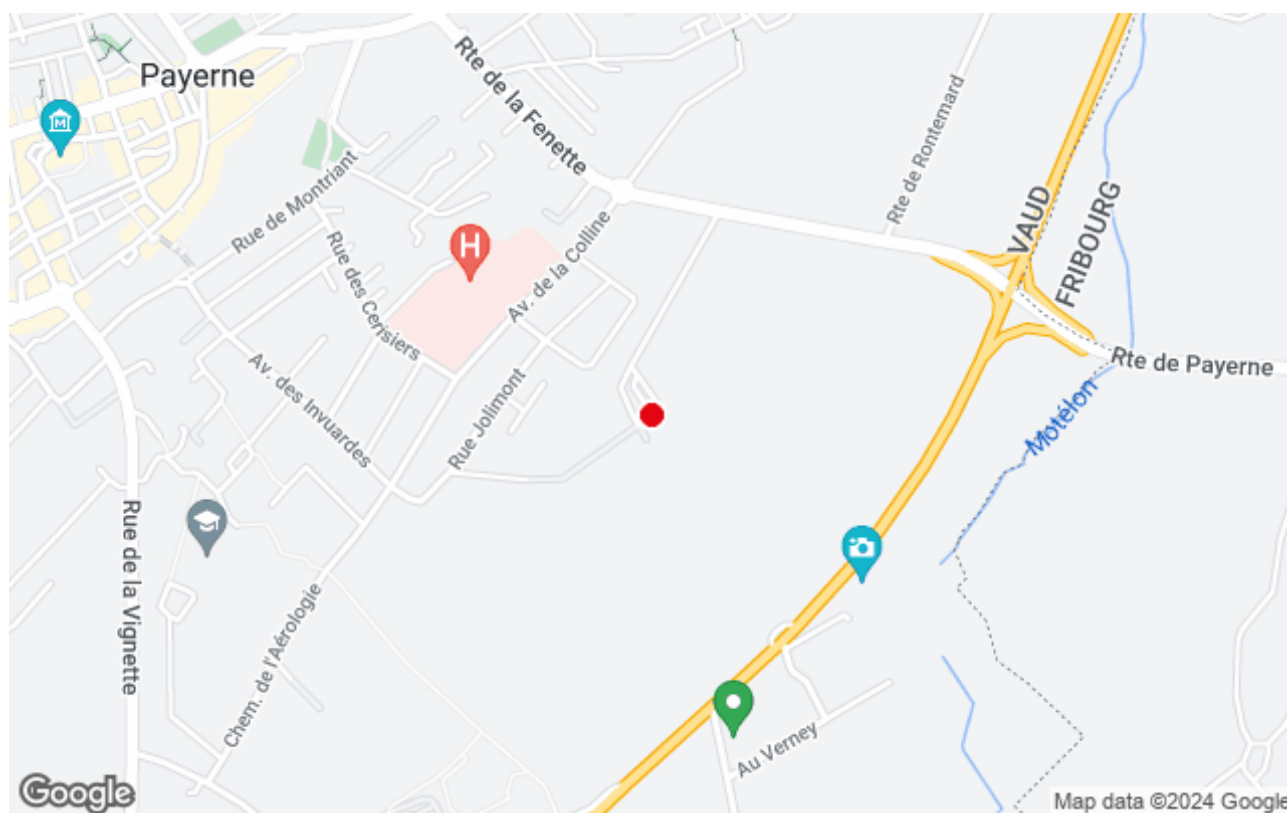 Payerne
M
Rte de la Fenette
Rue de Montriant
H
Rue des Cerisiers
Av. de la Colline
Rte de Rontemard
VAUD
FRIBOURG
Rte de Payerne
Motélon
Av. des Invuardes
Rue Jolimont
Rue de la Vignette
Chem. de l'Aérologie
Au Verney
Google
Map data ©2024 Google